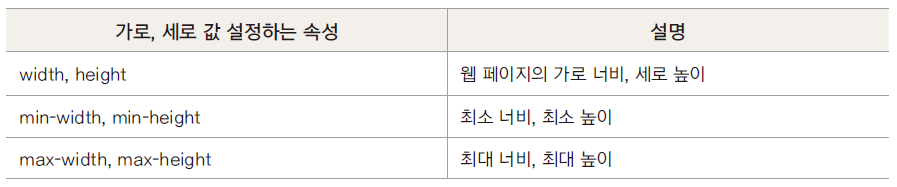 가로, 세로 값 설정하는 속성 설명
width, height 웹 페이지의 가로 너비, 세로 높이
min-width, min-height 최소 너비, 최소 높이
max-width, max-height 최대 너비, 최대 높이